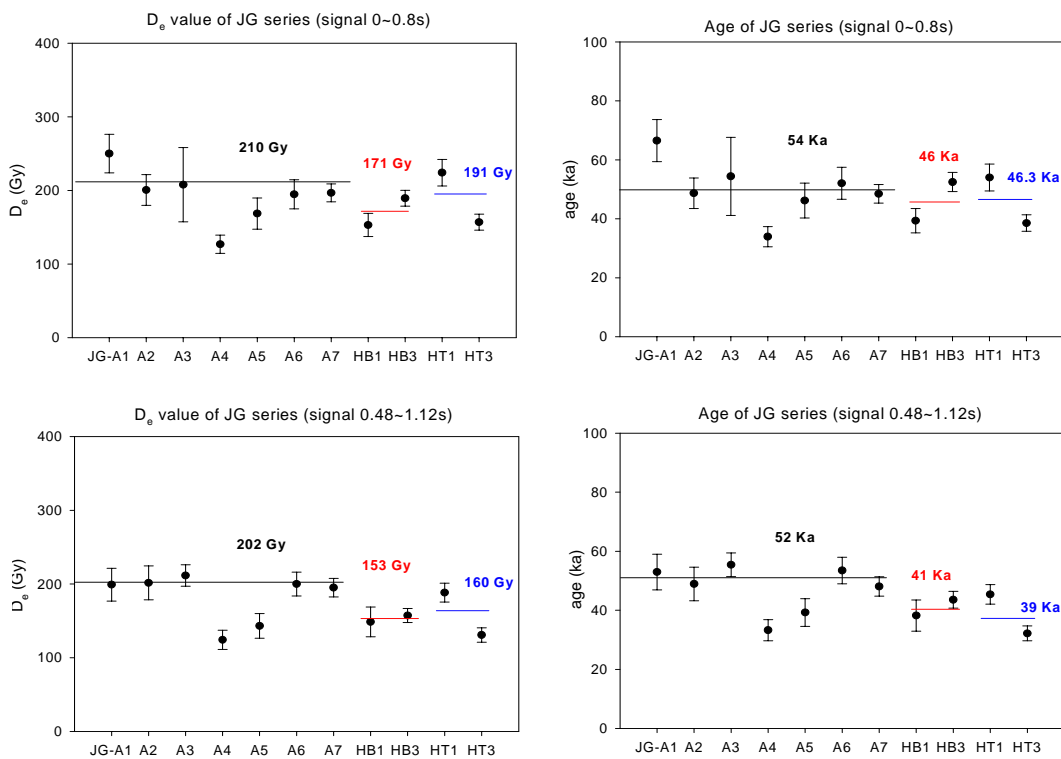 Dₑ value of JG series (signal 0~0.8s)
400
300
200
100
0
Dₑ (Gy)
210 Gy
171 Gy
191 Gy
JG-A1 A2 A3 A4 A5 A6 A7 HB1 HB3 HT1 HT3
Age of JG series (signal 0~0.8s)
100
80
60
40
20
0
age (ka)
54 Ka
46 Ka
46.3 Ka
JG-A1 A2 A3 A4 A5 A6 A7 HB1 HB3 HT1 HT3
Dₑ value of JG series (signal 0.48~1.12s)
400
300
200
100
0
Dₑ (Gy)
202 Gy
153 Gy
160 Gy
JG-A1 A2 A3 A4 A5 A6 A7 HB1 HB3 HT1 HT3
Age of JG series (signal 0.48~1.12s)
100
80
60
40
20
0
age (ka)
52 Ka
41 Ka
39 Ka
JG-A1 A2 A3 A4 A5 A6 A7 HB1 HB3 HT1 HT3